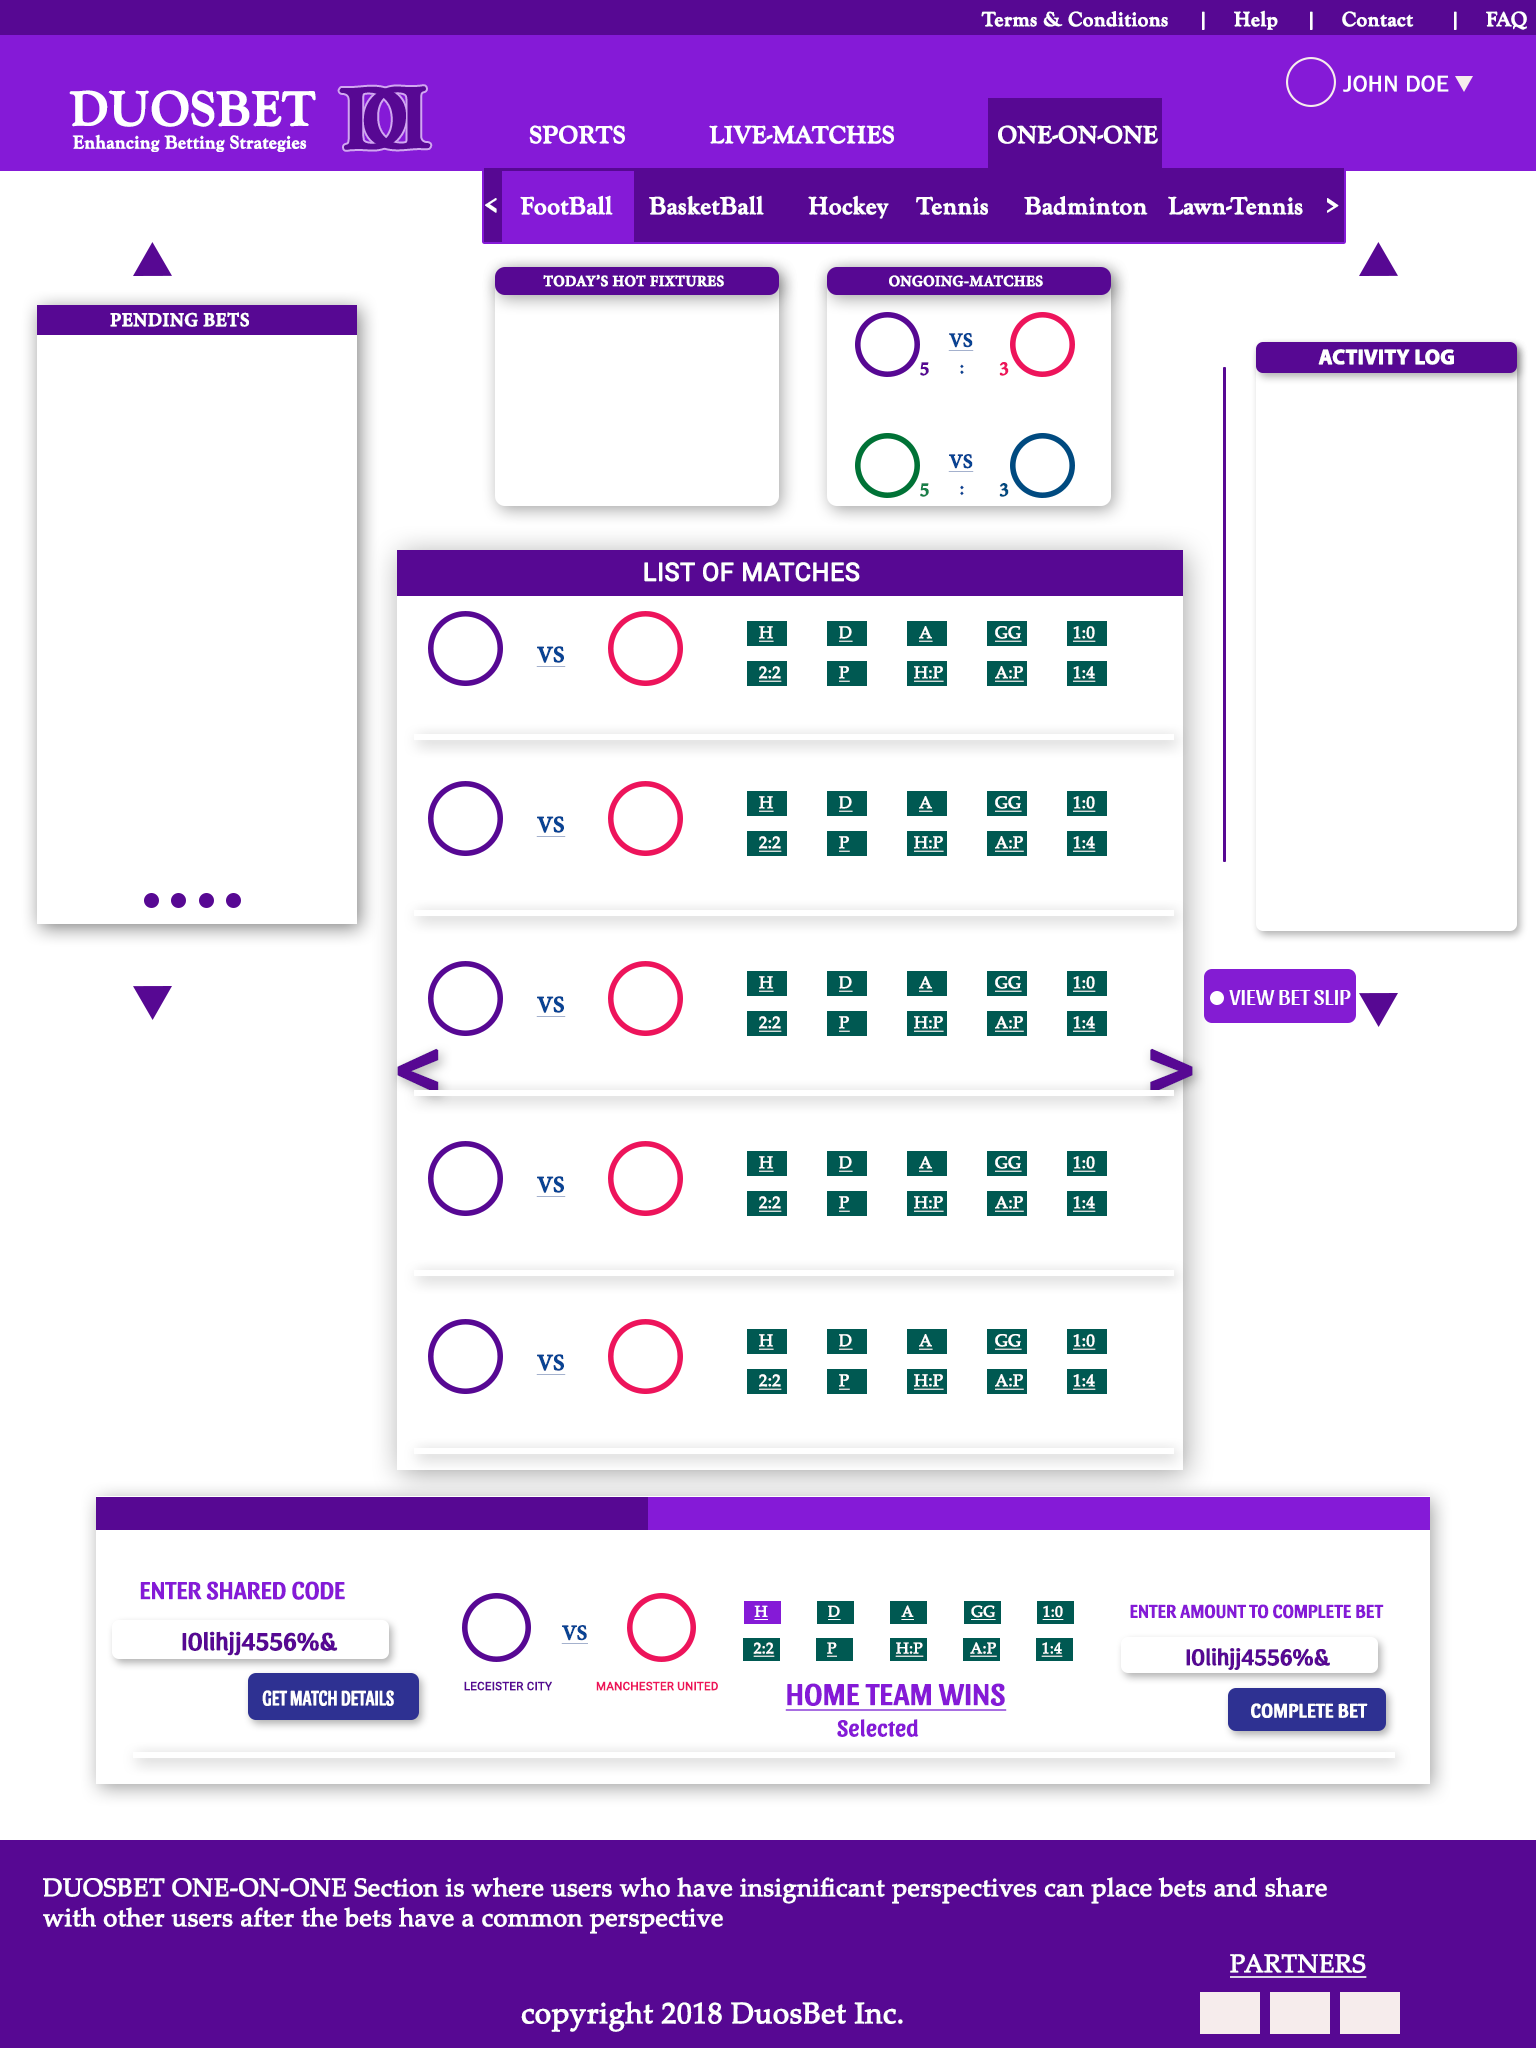 Terms & Conditions | Help | Contact | FAQ
JOHN DOE ▼
DUOSBET
Enhancing Betting Strategies
SPORTS LIVE-MATCHES ONE-ON-ONE
< FootBall BasketBall Hockey Tennis Badminton Lawn-Tennis >
TODAY'S HOT FIXTURES
ONGOING-MATCHES
VS
5 : 3
VS
5 : 3
PENDING BETS
ACTIVITY LOG
LIST OF MATCHES
VS
H D A GG 1:0
2:2 P H:P A:P 1:4
VS
H D A GG 1:0
2:2 P H:P A:P 1:4
VS
H D A GG 1:0
2:2 P H:P A:P 1:4
< >
VS
H D A GG 1:0
2:2 P H:P A:P 1:4
VS
H D A GG 1:0
2:2 P H:P A:P 1:4
VIEW BET SLIP
ENTER SHARED CODE
IOlihjj4556%&
GET MATCH DETAILS
VS
LECEISTER CITY MANCHESTER UNITED
H D A GG 1:0
2:2 P H:P A:P 1:4
HOME TEAM WINS
Selected
ENTER AMOUNT TO COMPLETE BET
IOlihjj4556%&
COMPLETE BET
DUOSBET ONE-ON-ONE Section is where users who have insignificant perspectives can place bets and share
with other users after the bets have a common perspective
PARTNERS
copyright 2018 DuosBet Inc.